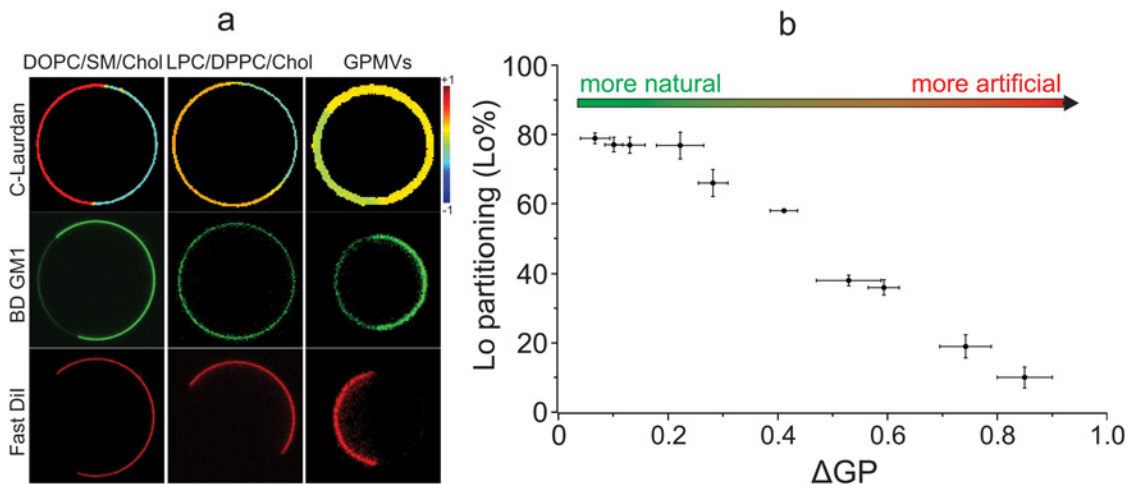 a
DOPC/SM/Chol LPC/DPPC/Chol GPMVs
C-Laurdan
+1
-1
BD GM1
Fast DiI
b
more natural
more artificial
Lo partitioning (Lo%)
100
80
60
40
20
0
0 0.2 0.4 0.6 0.8 1.0
ΔGP